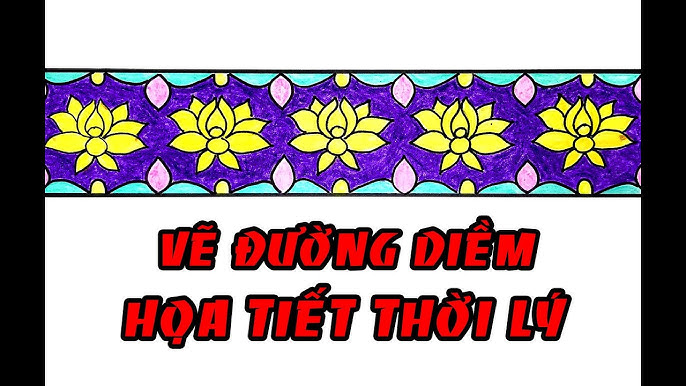 VẼ ĐƯỜNG DIỀM
HỌA TIẾT THỜI LÝ